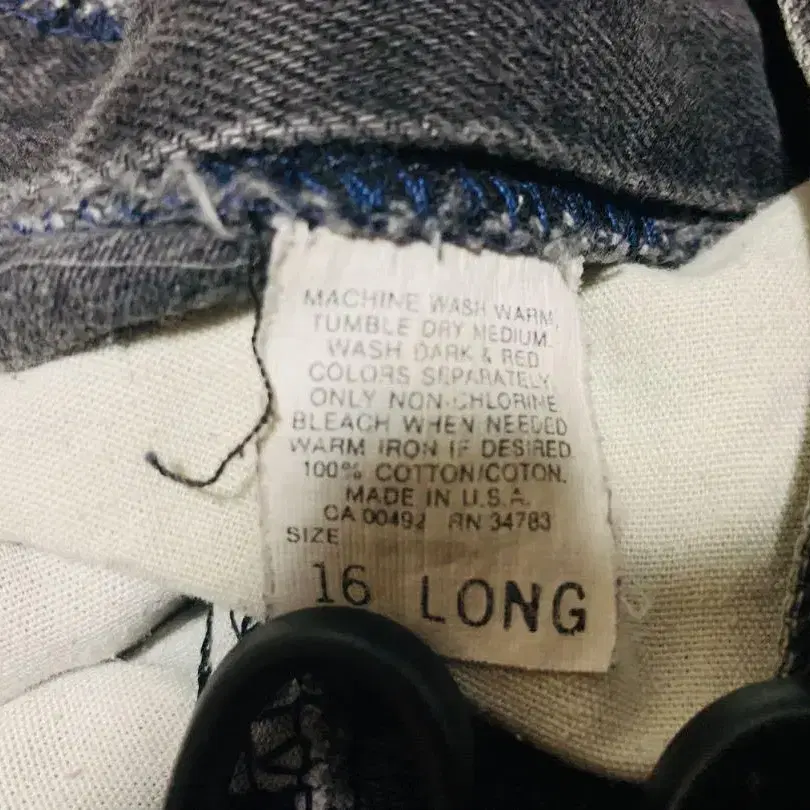 MACHINE WASH WARM,
TUMBLE DRY MEDIUM.
WASH DARK & RED
COLORS SEPARATELY.
ONLY NON-CHLORINE
BLEACH WHEN NEEDED
WARM IRON IF DESIRED.
100% COTTON/COTON.
MADE IN U.S.A.
CA 00492 RN 34783
SIZE
16 LONG